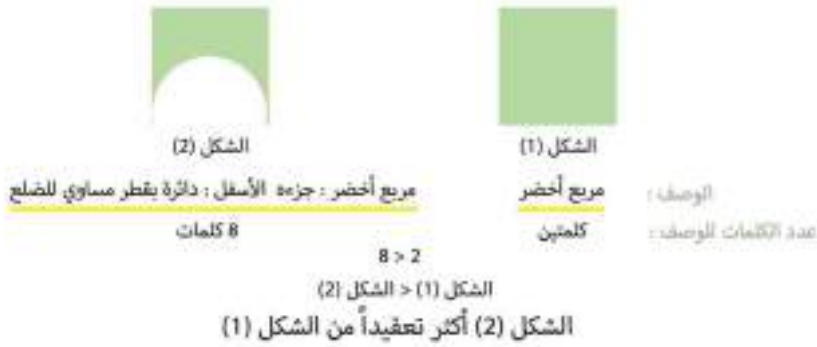 الشكل (1) الشكل (2)
الوصف : مربع أخضر مربع أخضر : جزءه الأسفل : دائرة بقطر مساوي للضلع
عدد الكلمات للوصف : كلمتين 8 كلمات
8 > 2
الشكل (1) < الشكل (2)
الشكل (2) أكثر تعقيداً من الشكل (1)